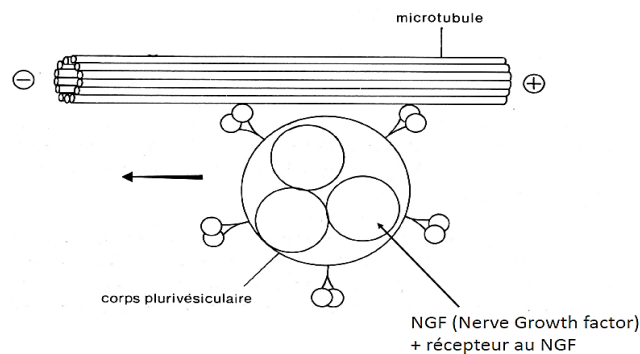 microtubule
−
+
corps plurivésiculaire
NGF (Nerve Growth factor)
+ récepteur au NGF